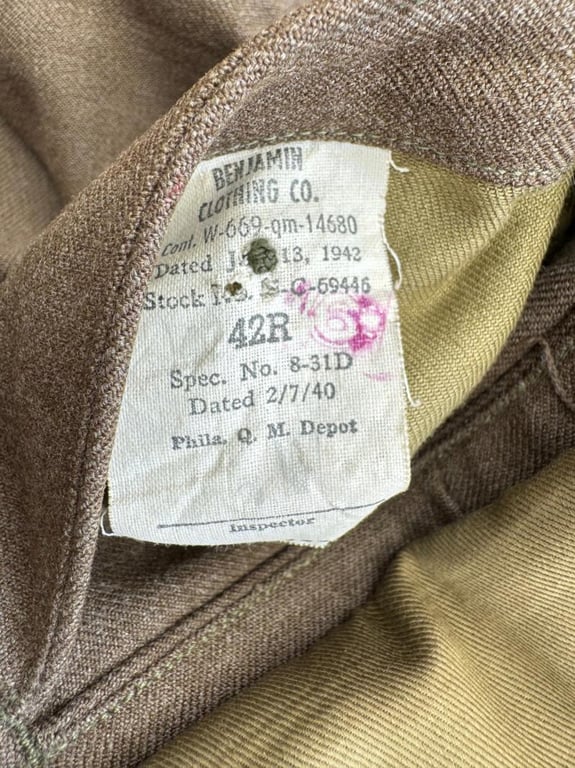 BENJAMIN
CLOTHING CO.
Cont. W-669-qm-14680
Dated 13, 1942
Stock -C-69446
42R
Spec. No. 8-31D
Dated 2/7/40
Phila. Q. M. Depot
Inspector